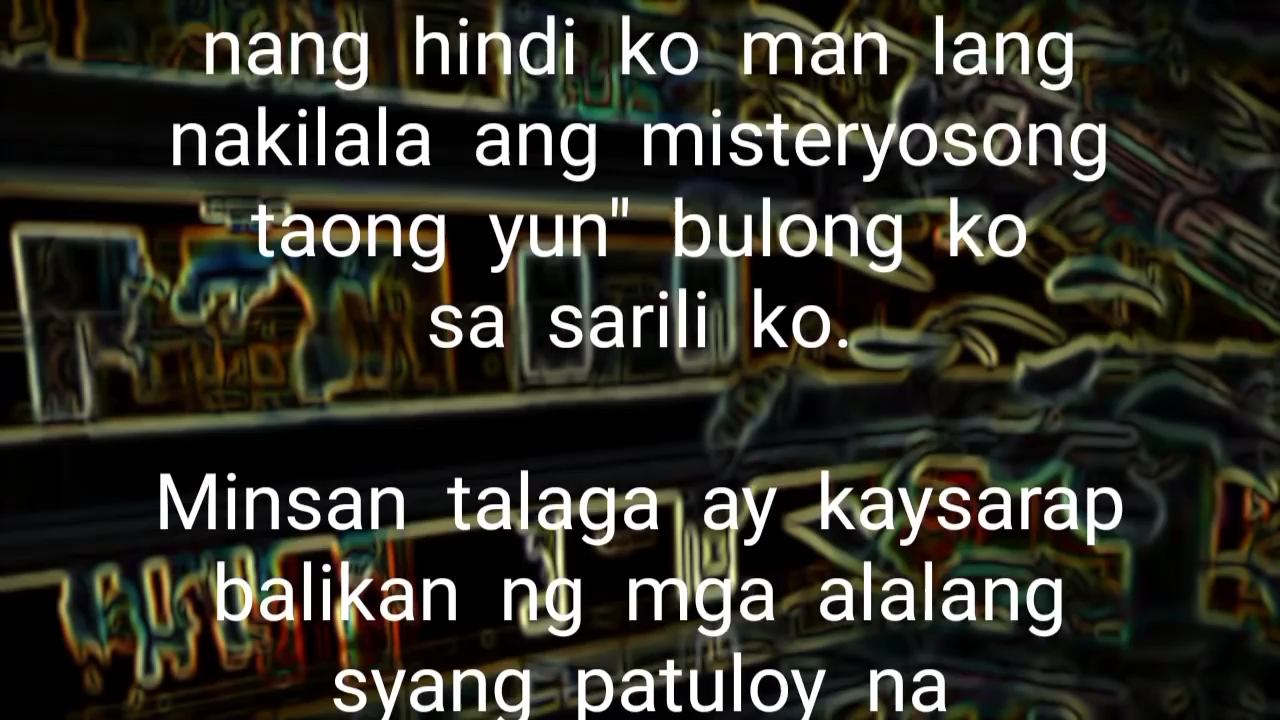 nang hindi ko man lang
nakilala ang misteryosong
taong yun" bulong ko
sa sarili ko.
Minsan talaga ay kaysarap
balikan ng mga alalang
syang patuloy na